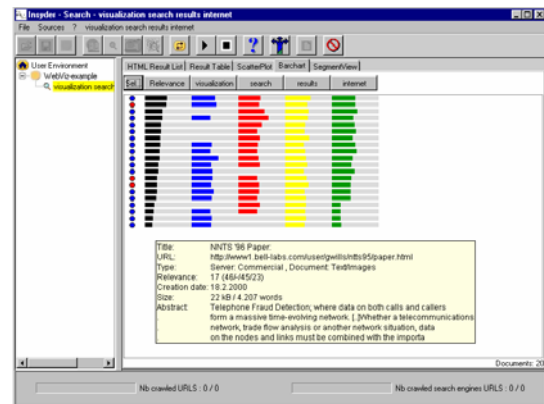 Insyder - Search - visualization search results internet
File Sources ? visualization search results internet
User Environment
WebViz-example
visualization search
HTML Result List Result Table ScatterPlot Barchart SegmentView
Sel. Relevance visualization search results internet
Title: NNTS '96 Paper:
URL: http://www1.bell-labs.com/user/gwills/ntts95/paper.html
Type: Server: Commercial , Document: Text/Images
Relevance: 17 (46/-/45/23)
Creation date: 18.2.2000
Size: 22 kB / 4.207 words
Abstract: Telephone Fraud Detection; where data on both calls and callers
form a massive time-evolving network. [..]Whether a telecommunications
network, trade flow analysis or another network situation, data
on the nodes and links must be combined with the importa
Documents: 20
Nb crawled URLS : 0 / 0 Nb crawled search engines URLS : 0 / 0